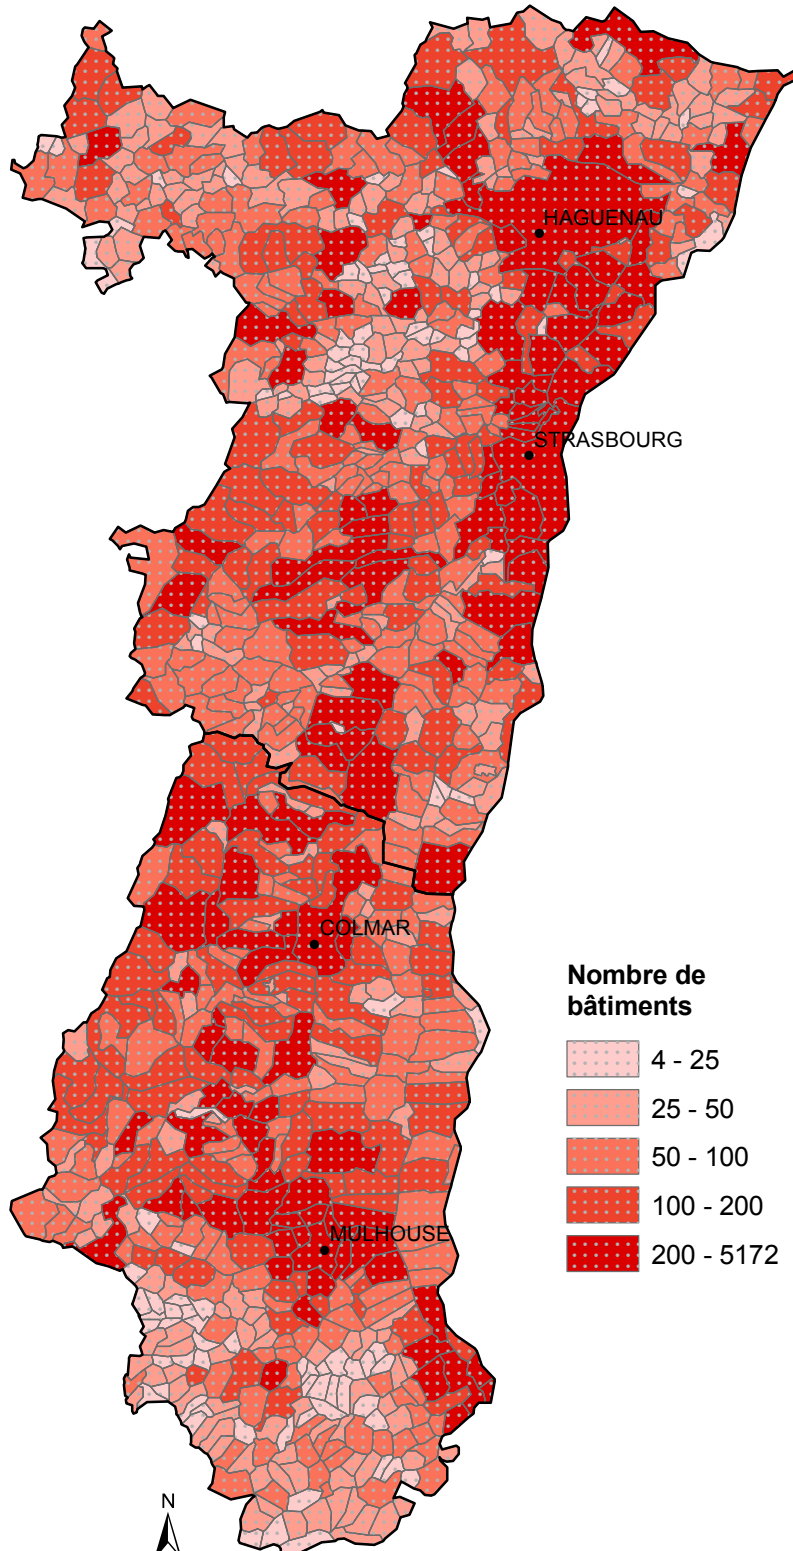 HAGUENAU
STRASBOURG
COLMAR
Nombre de
bâtiments
4 - 25
25 - 50
50 - 100
100 - 200
200 - 5172
MULHOUSE
N